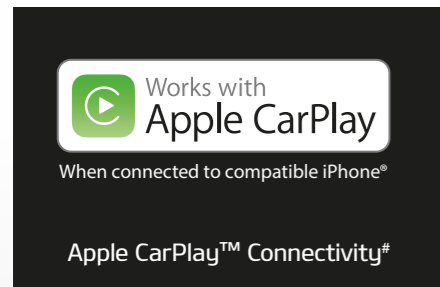 Works with
Apple CarPlay
When connected to compatible iPhone®
Apple CarPlay™ Connectivity#